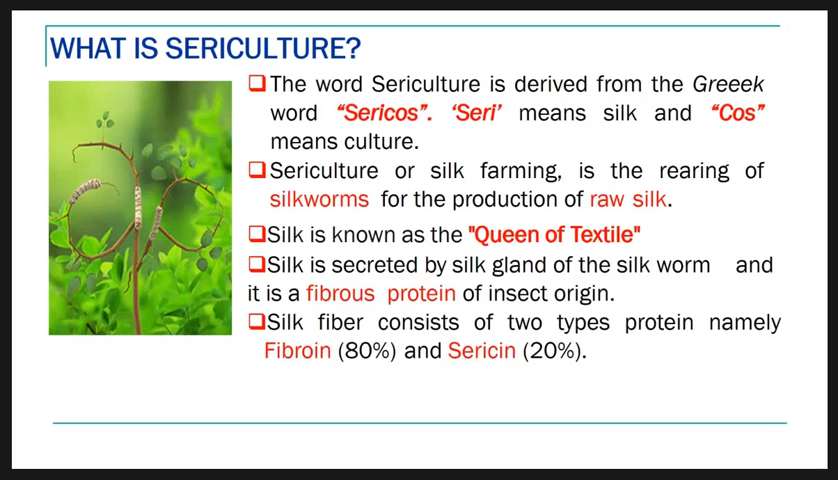 WHAT IS SERICULTURE?
❑The word Sericulture is derived from the Greeek
word “Sericos”. ‘Seri’ means silk and “Cos”
means culture.
❑Sericulture or silk farming, is the rearing of
silkworms for the production of raw silk.
❑Silk is known as the "Queen of Textile"
❑Silk is secreted by silk gland of the silk worm and
it is a fibrous protein of insect origin.
❑Silk fiber consists of two types protein namely
Fibroin (80%) and Sericin (20%).